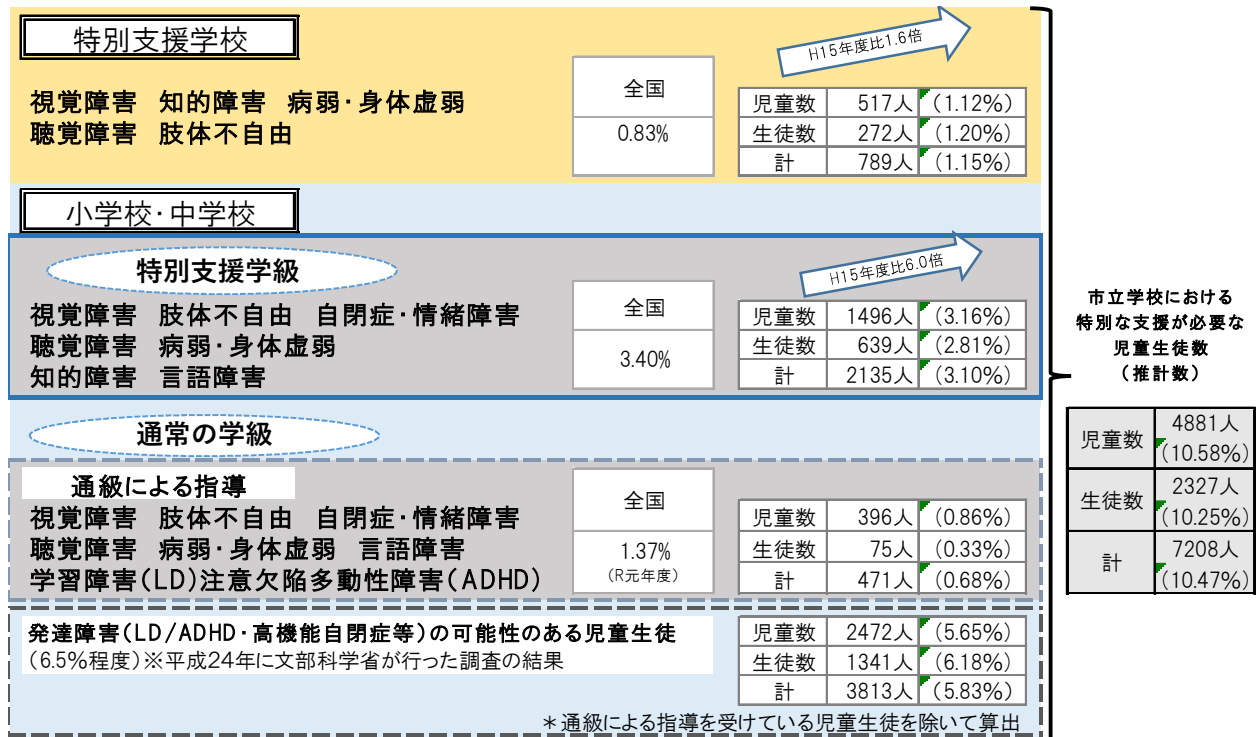 特別支援学校
H15年度比1.6倍
視覚障害 知的障害 病弱・身体虚弱
聴覚障害 肢体不自由
全国
0.83%
児童数 517人 (1.12%)
生徒数 272人 (1.20%)
計 789人 (1.15%)
小学校・中学校
特別支援学級
H15年度比6.0倍
視覚障害 肢体不自由 自閉症・情緒障害
聴覚障害 病弱・身体虚弱
知的障害 言語障害
全国
3.40%
児童数 1496人 (3.16%)
生徒数 639人 (2.81%)
計 2135人 (3.10%)
通常の学級
通級による指導
視覚障害 肢体不自由 自閉症・情緒障害
聴覚障害 病弱・身体虚弱 言語障害
学習障害(LD)注意欠陥多動性障害(ADHD)
全国
1.37%
(R元年度)
児童数 396人 (0.86%)
生徒数 75人 (0.33%)
計 471人 (0.68%)
発達障害(LD/ADHD・高機能自閉症等)の可能性のある児童生徒
(6.5%程度)※平成24年に文部科学省が行った調査の結果
児童数 2472人 (5.65%)
生徒数 1341人 (6.18%)
計 3813人 (5.83%)
＊通級による指導を受けている児童生徒を除いて算出
市立学校における
特別な支援が必要な
児童生徒数
(推計数)
児童数 4881人
(10.58%)
生徒数 2327人
(10.25%)
計 7208人
(10.47%)